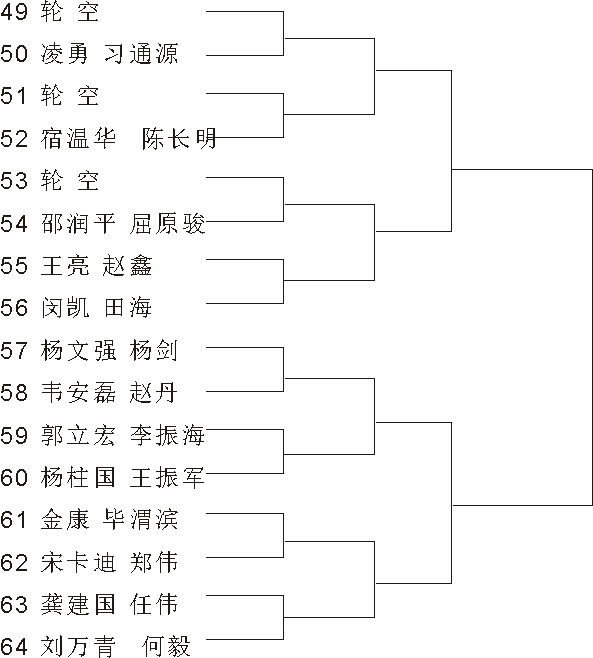 49 轮 空
50 凌勇 习通源
51 轮 空
52 宿温华 陈长明
53 轮 空
54 邵润平 屈原骏
55 王亮 赵鑫
56 闵凯 田海
57 杨文强 杨剑
58 韦安磊 赵丹
59 郭立宏 李振海
60 杨柱国 王振军
61 金康 毕渭滨
62 宋卡迪 郑伟
63 龚建国 任伟
64 刘万青 何毅